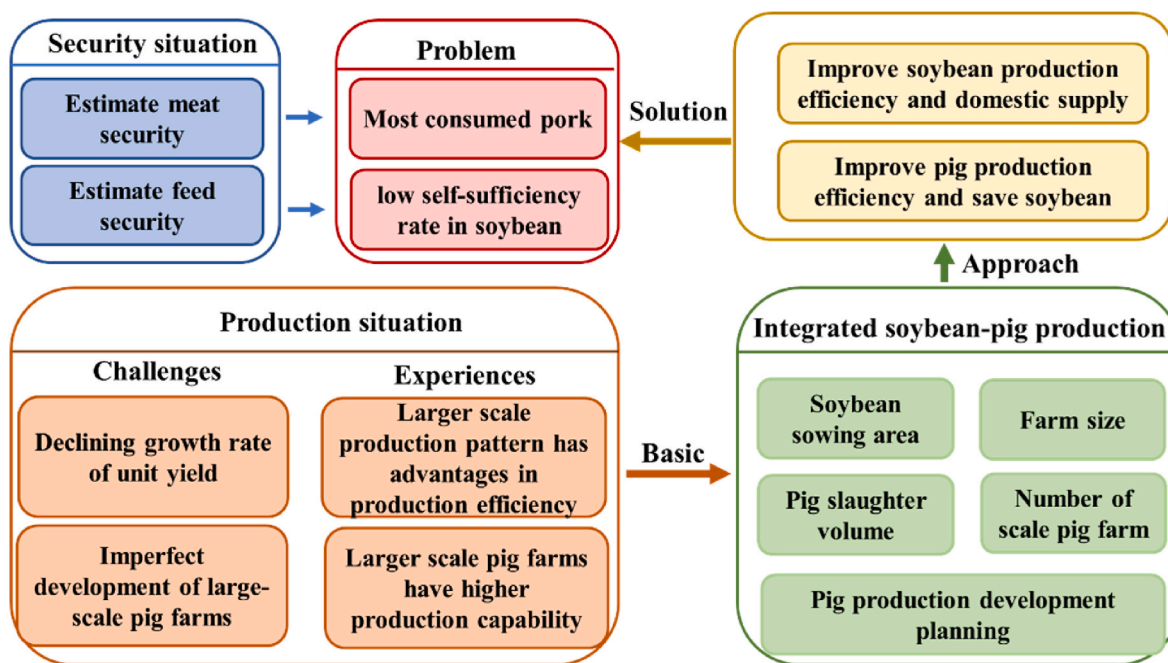 Security situation
Estimate meat
security
Estimate feed
security
Problem
Most consumed pork
low self-sufficiency
rate in soybean
Solution
Improve soybean production
efficiency and domestic supply
Improve pig production
efficiency and save soybean
Approach
Production situation
Challenges
Declining growth rate
of unit yield
Imperfect
development of large-
scale pig farms
Experiences
Larger scale
production pattern has
advantages in
production efficiency
Larger scale pig farms
have higher
production capability
Basic
Integrated soybean-pig production
Soybean
sowing area
Farm size
Pig slaughter
volume
Number of
scale pig farm
Pig production development
planning